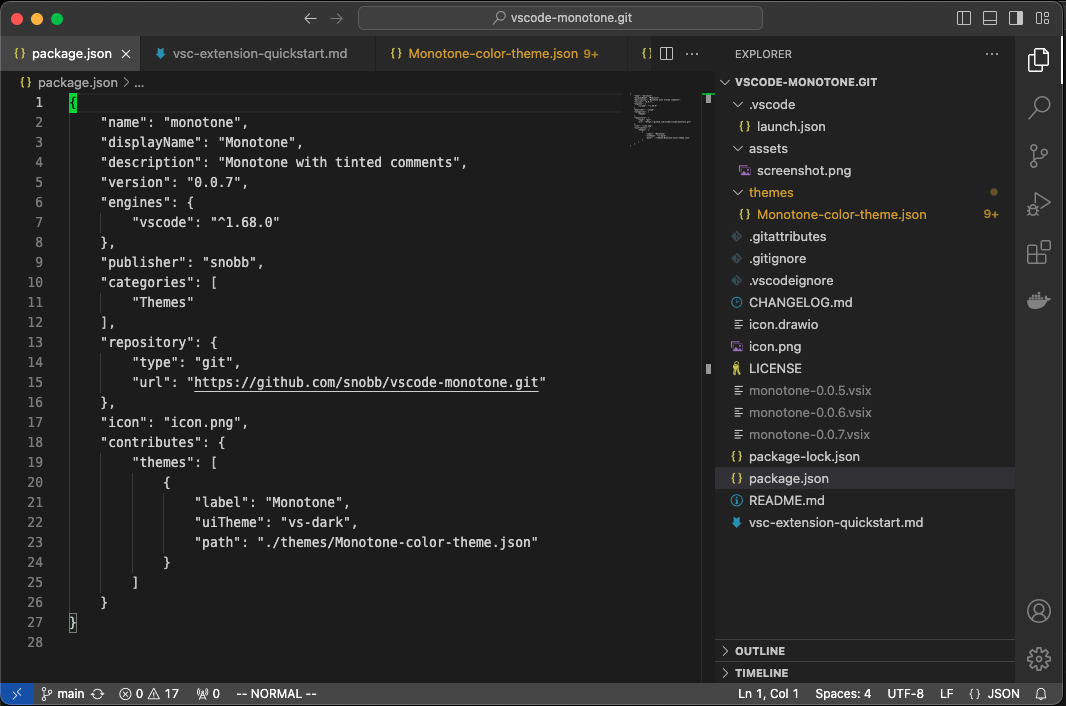 vscode-monotone.git
{} package.json ×
vsc-extension-quickstart.md
{} Monotone-color-theme.json 9+
{}
···
{} package.json > ...
1 {
2 "name": "monotone",
3 "displayName": "Monotone",
4 "description": "Monotone with tinted comments",
5 "version": "0.0.7",
6 "engines": {
7 "vscode": "^1.68.0"
8 },
9 "publisher": "snobb",
10 "categories": [
11 "Themes"
12 ],
13 "repository": {
14 "type": "git",
15 "url": "https://github.com/snobb/vscode-monotone.git"
16 },
17 "icon": "icon.png",
18 "contributes": {
19 "themes": [
20 {
21 "label": "Monotone",
22 "uiTheme": "vs-dark",
23 "path": "./themes/Monotone-color-theme.json"
24 }
25 ]
26 }
27 }
28
EXPLORER ···
VSCODE-MONOTONE.GIT
.vscode
{} launch.json
assets
screenshot.png
themes
{} Monotone-color-theme.json 9+
.gitattributes
.gitignore
.vscodeignore
CHANGELOG.md
icon.drawio
icon.png
LICENSE
monotone-0.0.5.vsix
monotone-0.0.6.vsix
monotone-0.0.7.vsix
{} package-lock.json
{} package.json
README.md
vsc-extension-quickstart.md
OUTLINE
TIMELINE
main 0 17 0 -- NORMAL -- Ln 1, Col 1 Spaces: 4 UTF-8 LF {} JSON